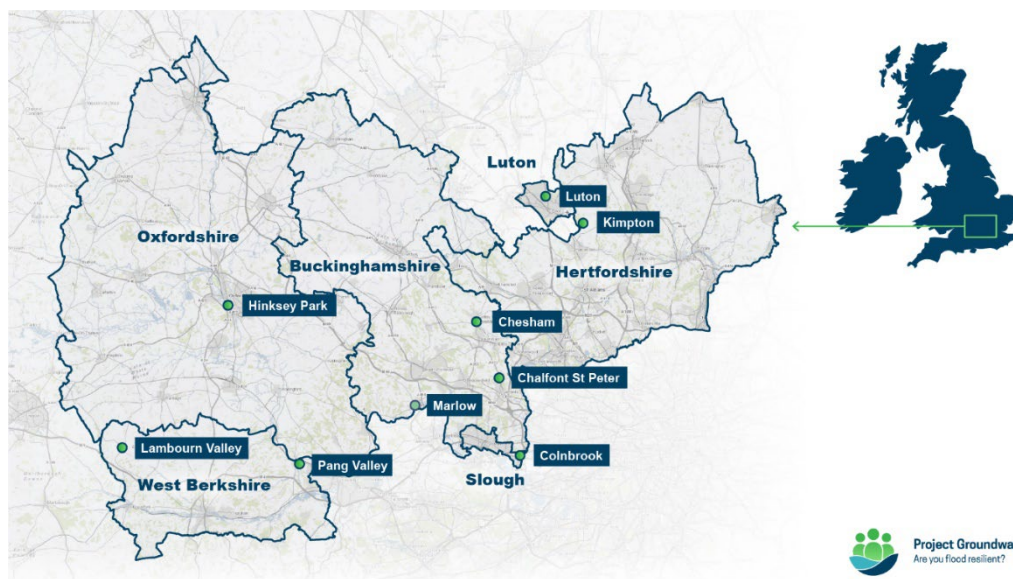 Luton
Luton
Kimpton
Oxfordshire
Buckinghamshire
Hertfordshire
Hinksey Park
Chesham
Chalfont St Peter
Marlow
Lambourn Valley
Pang Valley
Colnbrook
West Berkshire
Slough
Project Groundwa
Are you flood resilient?